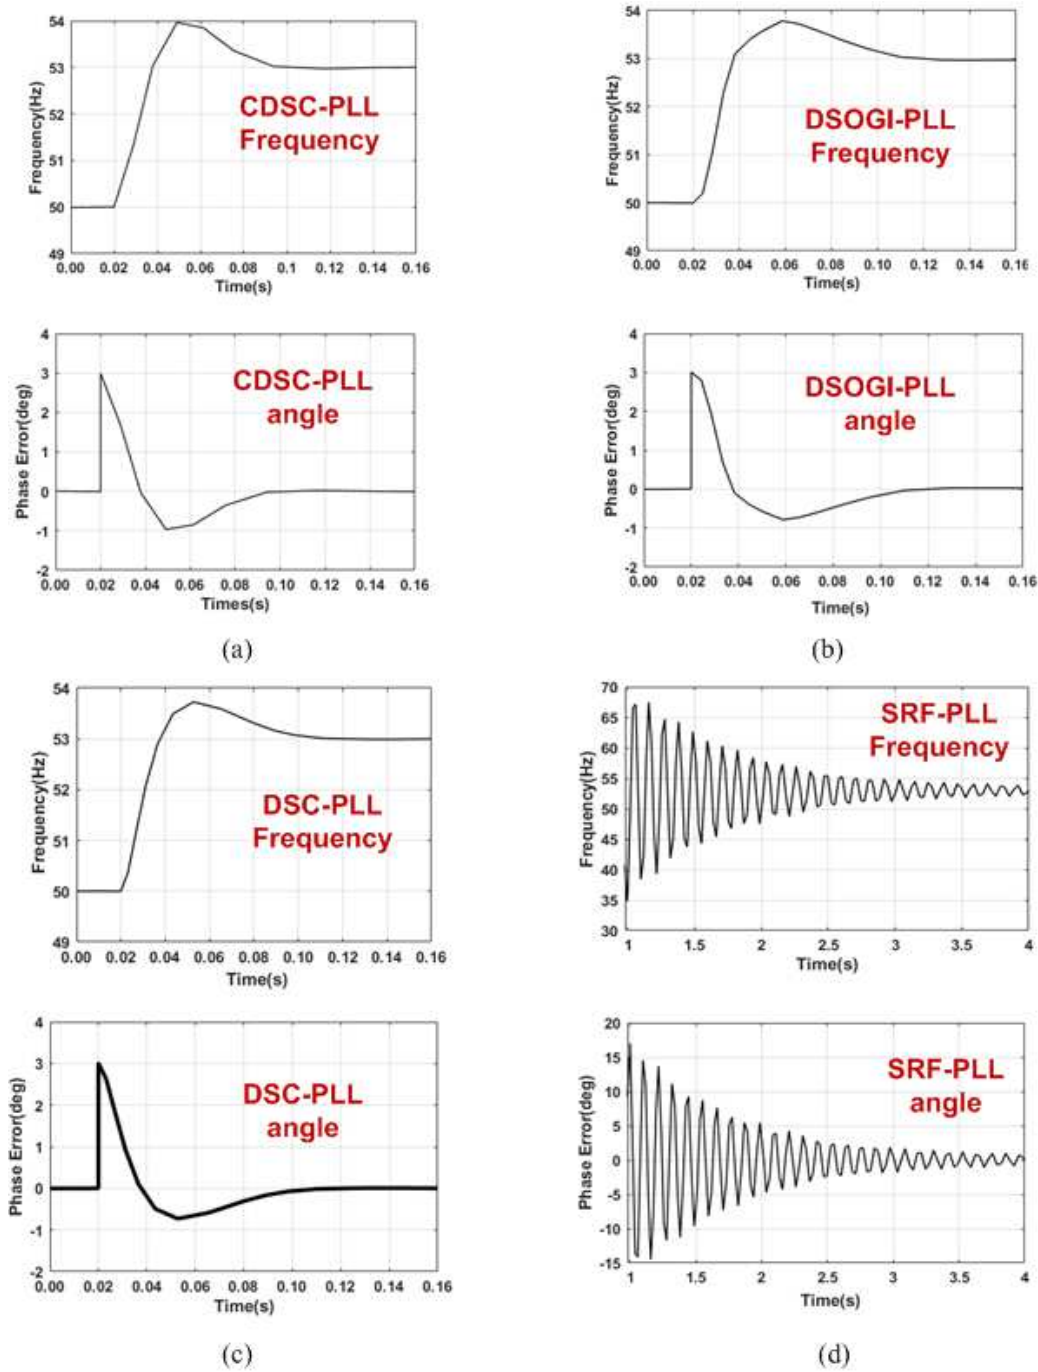 54
53
52
51
50
49
Frequency(Hz)
CDSC-PLL
Frequency
0.00 0.02 0.04 0.06 0.08 0.1 0.12 0.14 0.16
Time(s)
54
53
52
51
50
49
Frequency(Hz)
DSOGI-PLL
Frequency
0.00 0.02 0.04 0.06 0.08 0.10 0.12 0.14 0.16
Time(s)
4
3
2
1
0
-1
-2
Phase Error(deg)
CDSC-PLL
angle
0.00 0.02 0.04 0.06 0.08 0.10 0.12 0.14 0.16
Times(s)
4
3
2
1
0
-1
-2
Phase Error(deg)
DSOGI-PLL
angle
0.00 0.02 0.04 0.06 0.08 0.10 0.12 0.14 0.16
Time(s)
(a)
(b)
54
53
52
51
50
49
Frequency(Hz)
DSC-PLL
Frequency
0.00 0.02 0.04 0.06 0.08 0.10 0.12 0.14 0.16
Time(s)
70
65
60
55
50
45
40
35
30
Frequency(Hz)
SRF-PLL
Frequency
1 1.5 2 2.5 3 3.5 4
Time(s)
4
3
2
1
0
-1
-2
Phase Error(deg)
DSC-PLL
angle
0.00 0.02 0.04 0.06 0.08 0.10 0.12 0.14 0.16
Time(s)
20
15
10
5
0
-5
-10
-15
Phase Error(deg)
SRF-PLL
angle
1 1.5 2 2.5 3 3.5 4
Time(s)
(c)
(d)